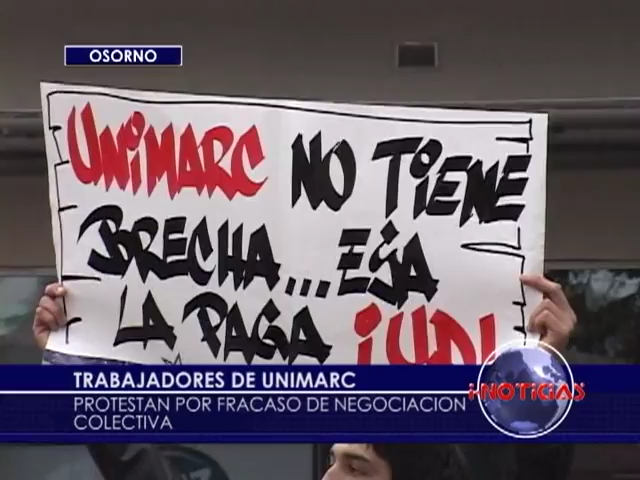 OSORNO
UNIMARC NO TIENE
BRECHA... ESA
LA PAGA ¡UD!
TRABAJADORES DE UNIMARC
PROTESTAN POR FRACASO DE NEGOCIACION
COLECTIVA
i-NOTICIAS